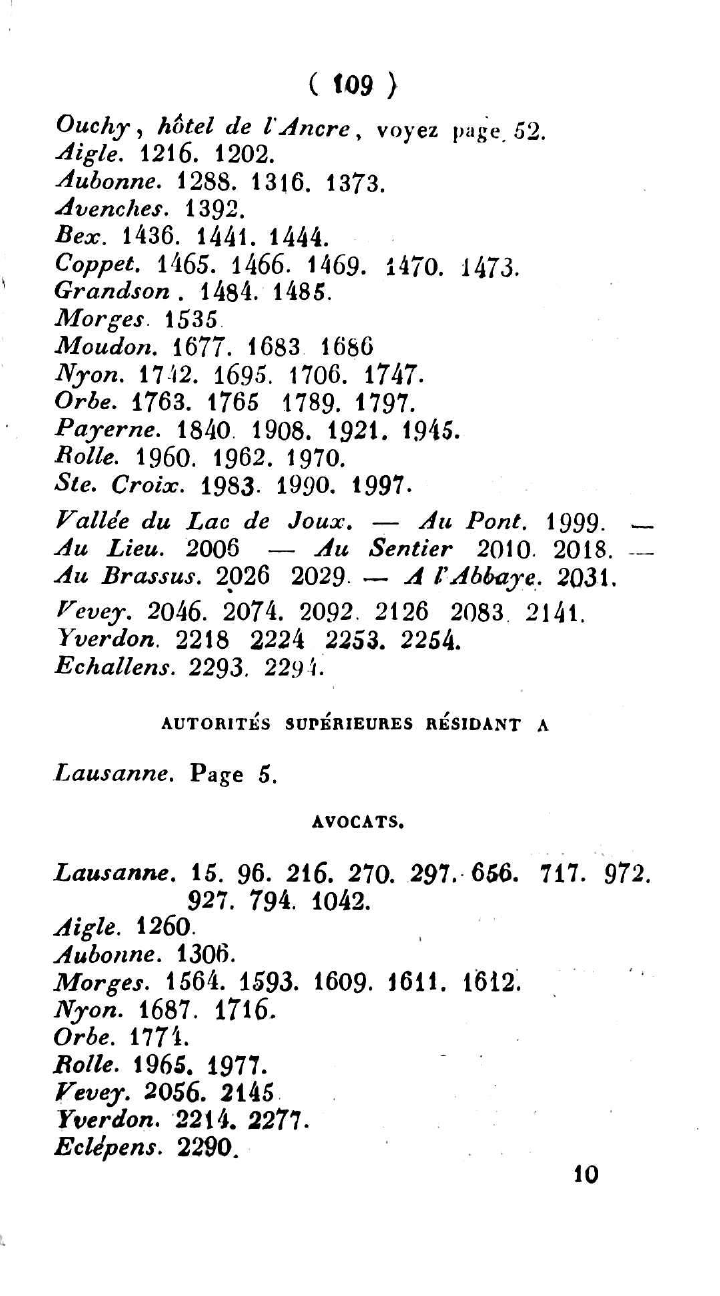 ( 109 )
Ouchy, hôtel de l'Ancre, voyez page 52.
Aigle. 1216. 1202.
Aubonne. 1288. 1316. 1373.
Avenches. 1392.
Bex. 1436. 1441. 1444.
Coppet. 1465. 1466. 1469. 1470. 1473.
Grandson. 1484. 1485.
Morges. 1535
Moudon. 1677. 1683 1686
Nyon. 1742. 1695. 1706. 1747.
Orbe. 1763. 1765 1789. 1797.
Payerne. 1840. 1908. 1921. 1945.
Rolle. 1960. 1962. 1970.
Ste. Croix. 1983. 1990. 1997.
Vallée du Lac de Joux. — Au Pont. 1999. —
Au Lieu. 2006 — Au Sentier 2010. 2018. —
Au Brassus. 2026 2029. — A l'Abbaye. 2031.
Vevey. 2046. 2074. 2092. 2126 2083. 2141.
Yverdon. 2218 2224 2253. 2254.
Echallens. 2293. 2294.
AUTORITÉS SUPÉRIEURES RÉSIDANT A
Lausanne. Page 5.
AVOCATS.
Lausanne. 15. 96. 216. 270. 297. 656. 717. 972.
927. 794. 1042.
Aigle. 1260.
Aubonne. 1306.
Morges. 1564. 1593. 1609. 1611. 1612.
Nyon. 1687. 1716.
Orbe. 1774.
Rolle. 1965. 1977.
Vevey. 2056. 2145
Yverdon. 2214. 2277.
Eclépens. 2290.
10